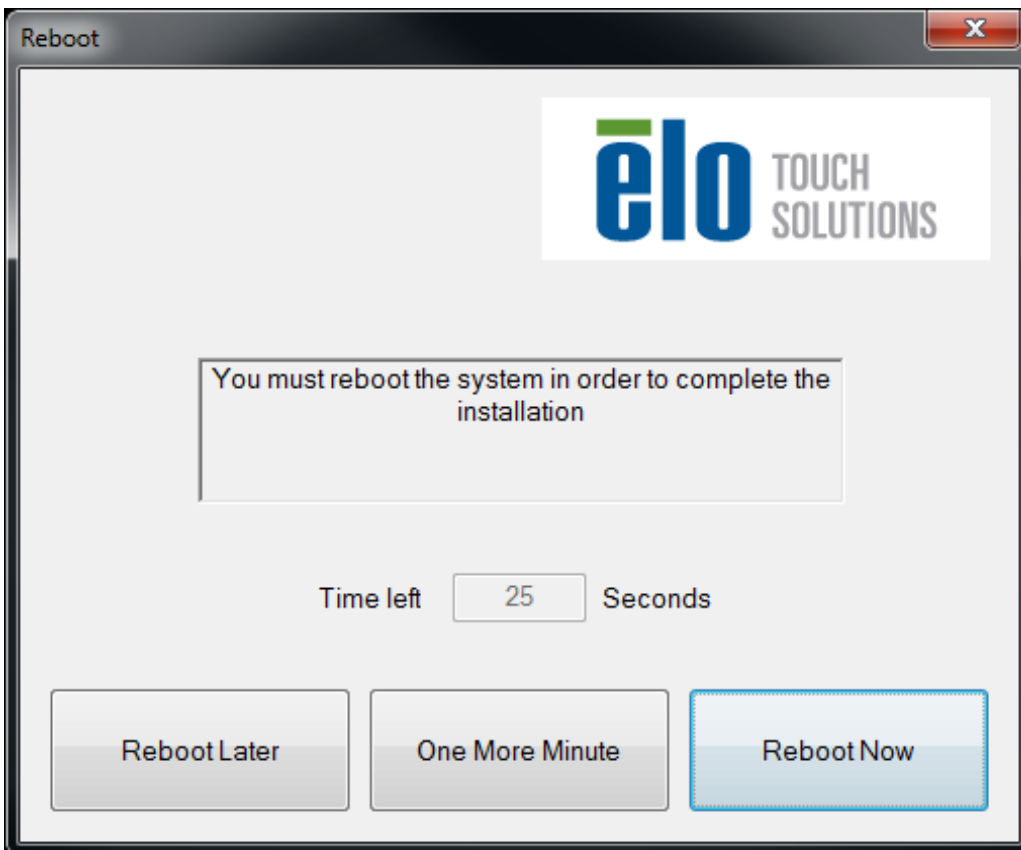 Reboot
ēlo TOUCH
SOLUTIONS
You must reboot the system in order to complete the
installation
Time left 25 Seconds
Reboot Later One More Minute Reboot Now